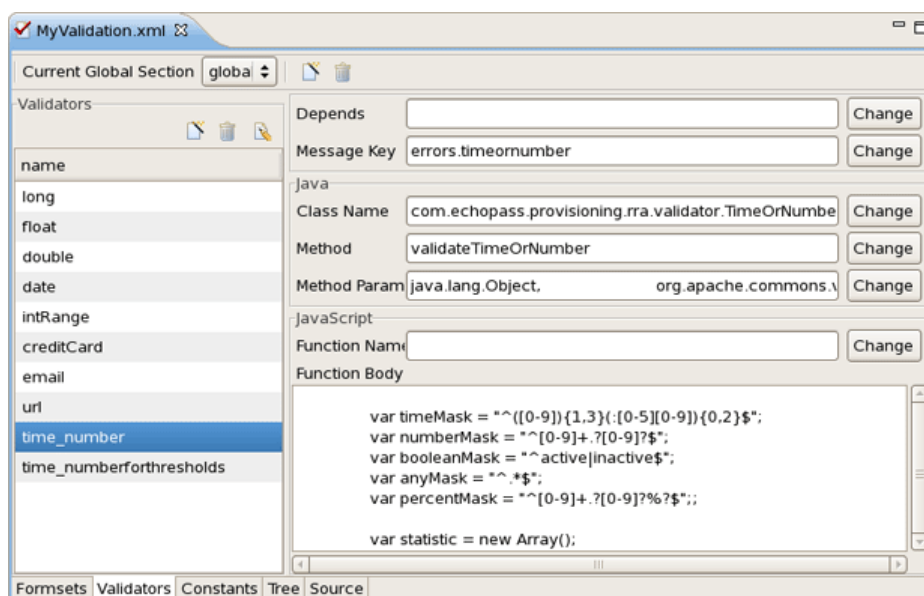 MyValidation.xml
Current Global Section globa
Validators
name
long
float
double
date
intRange
creditCard
email
url
time_number
time_numberforthresholds
Depends Change
Message Key errors.timeornumber Change
Java
Class Name com.echopass.provisioning.rra.validator.TimeOrNumbe Change
Method validateTimeOrNumber Change
Method Param java.lang.Object, org.apache.commons.v Change
JavaScript
Function Name Change
Function Body
var timeMask = "^([0-9]){1,3}(:[0-5][0-9]){0,2}$";
var numberMask = "^[0-9]+.?[0-9]?$";
var booleanMask = "^active|inactive$";
var anyMask = "^.*$";
var percentMask = "^[0-9]+.?[0-9]?%?$";;
var statistic = new Array();
Formsets Validators Constants Tree Source